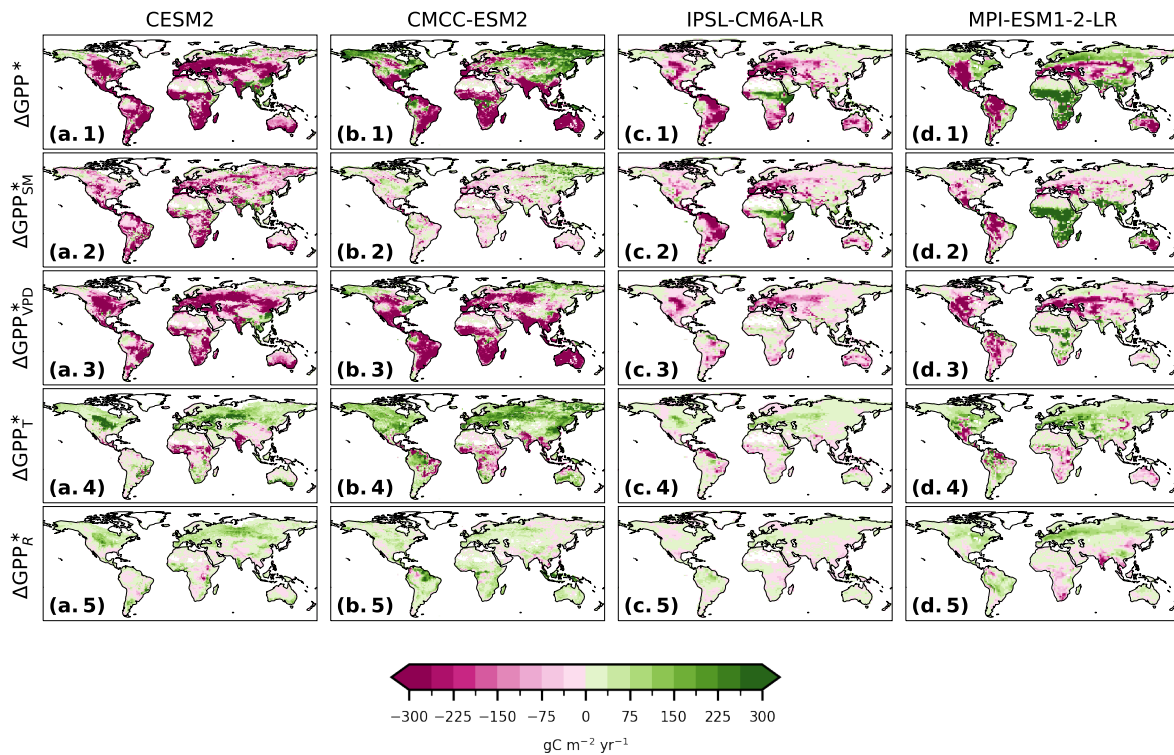 CESM2 CMCC-ESM2 IPSL-CM6A-LR MPI-ESM1-2-LR
ΔGPP*
(a. 1) (b. 1) (c. 1) (d. 1)
ΔGPP*SM
(a. 2) (b. 2) (c. 2) (d. 2)
ΔGPP*VPD
(a. 3) (b. 3) (c. 3) (d. 3)
ΔGPP*T
(a. 4) (b. 4) (c. 4) (d. 4)
ΔGPP*R
(a. 5) (b. 5) (c. 5) (d. 5)
−300 −225 −150 −75 0 75 150 225 300
gC m⁻² yr⁻¹